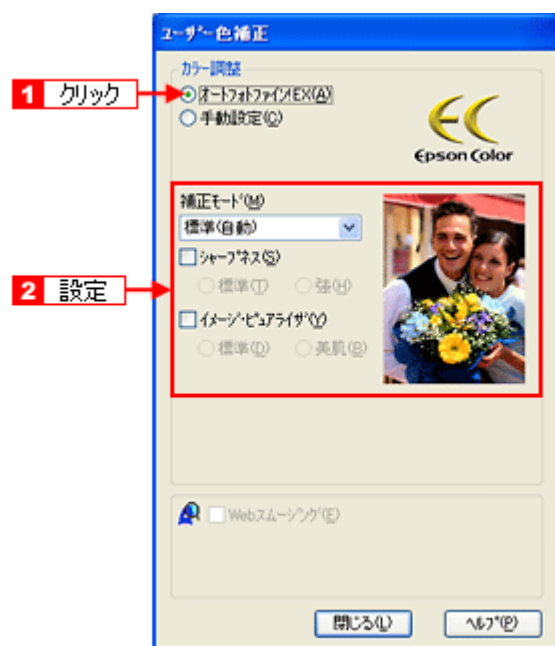 ユーザー色補正
カラー調整
1 クリック
オートフォトファイン!EX(A)
手動設定(C)
EC
Epson Color
補正モード(M)
標準(自動)
シャープネス(S)
標準(T) 強(H)
2 設定
イメージ・ピュアライザ(Y)
標準(D) 美肌(B)
Webスムージング(E)
閉じる(L) ヘルプ(P)